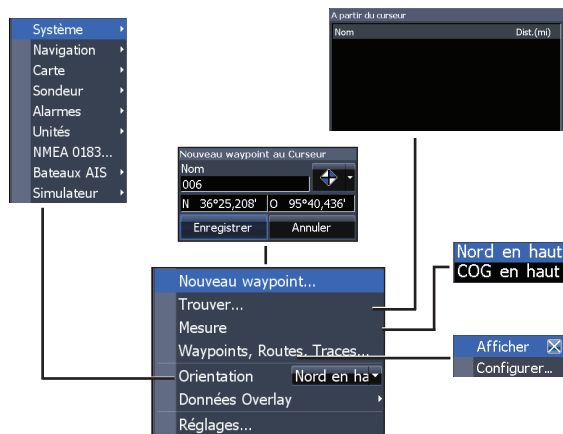 Système
Navigation
Carte
Sondeur
Alarmes
Unités
NMEA 0183...
Bateaux AIS
Simulateur
A partir du curseur
Nom Dist.(mi)
Nouveau waypoint au Curseur
Nom
006
N 36°25,208' O 95°40,436'
Enregistrer Annuler
Nord en haut
COG en haut
Afficher
Configurer...
Nouveau waypoint...
Trouver...
Mesure
Waypoints, Routes, Traces...
Orientation Nord en ha
Données Overlay
Réglages...